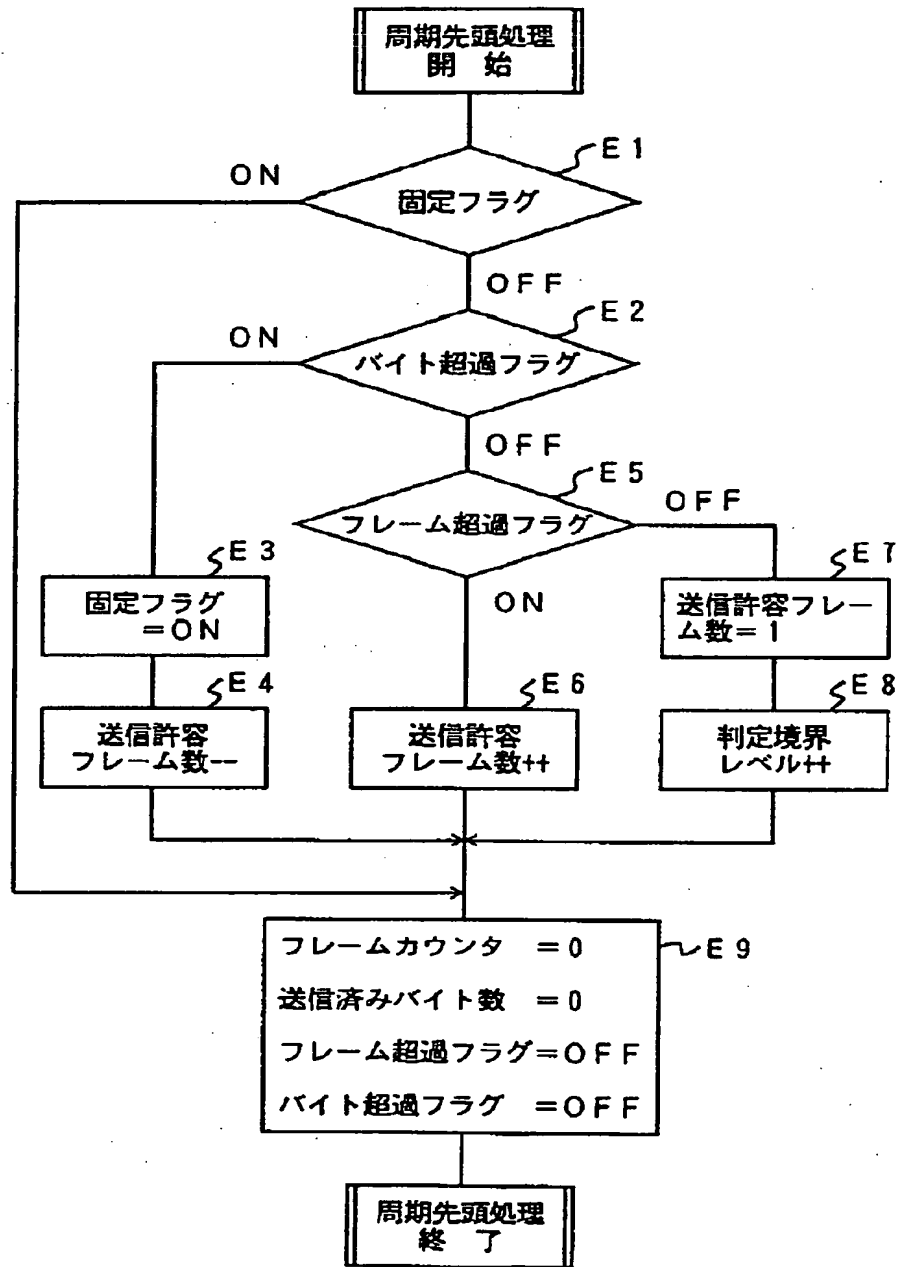 周期先頭処理
開 始
E1
ON
固定フラグ
OFF
E2
ON
バイト超過フラグ
OFF
E5
OFF
フレーム超過フラグ
E3
固定フラグ
=ON
ON
E7
送信許容フレー
ム数=1
E4
送信許容
フレーム数--
E6
送信許容
フレーム数++
E8
判定境界
レベル++
フレームカウンタ =0
送信済みバイト数 =0
フレーム超過フラグ=OFF
バイト超過フラグ =OFF
E9
周期先頭処理
終 了